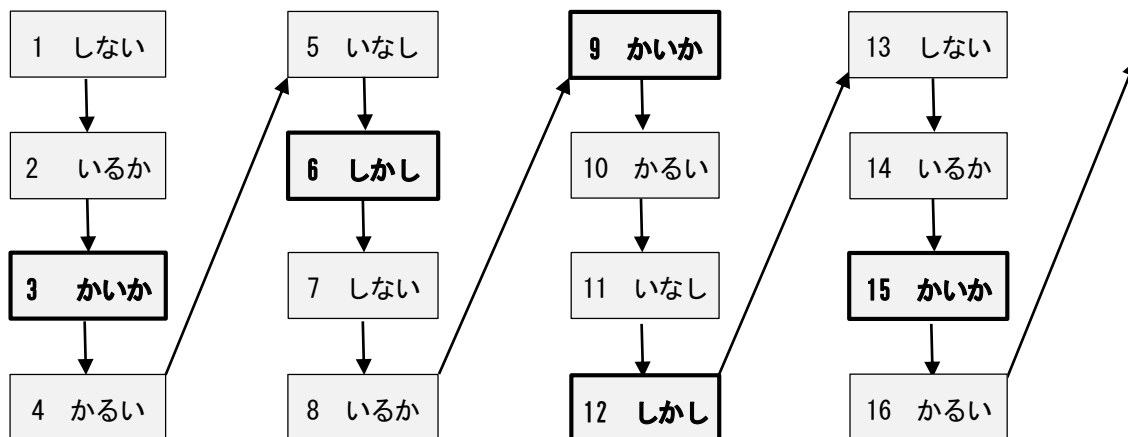 1 しない
2 いるか
3 かいか
4 かるい
5 いなし
6 しかし
7 しない
8 いるか
9 かいか
10 かるい
11 いなし
12 しかし
13 しない
14 いるか
15 かいか
16 かるい